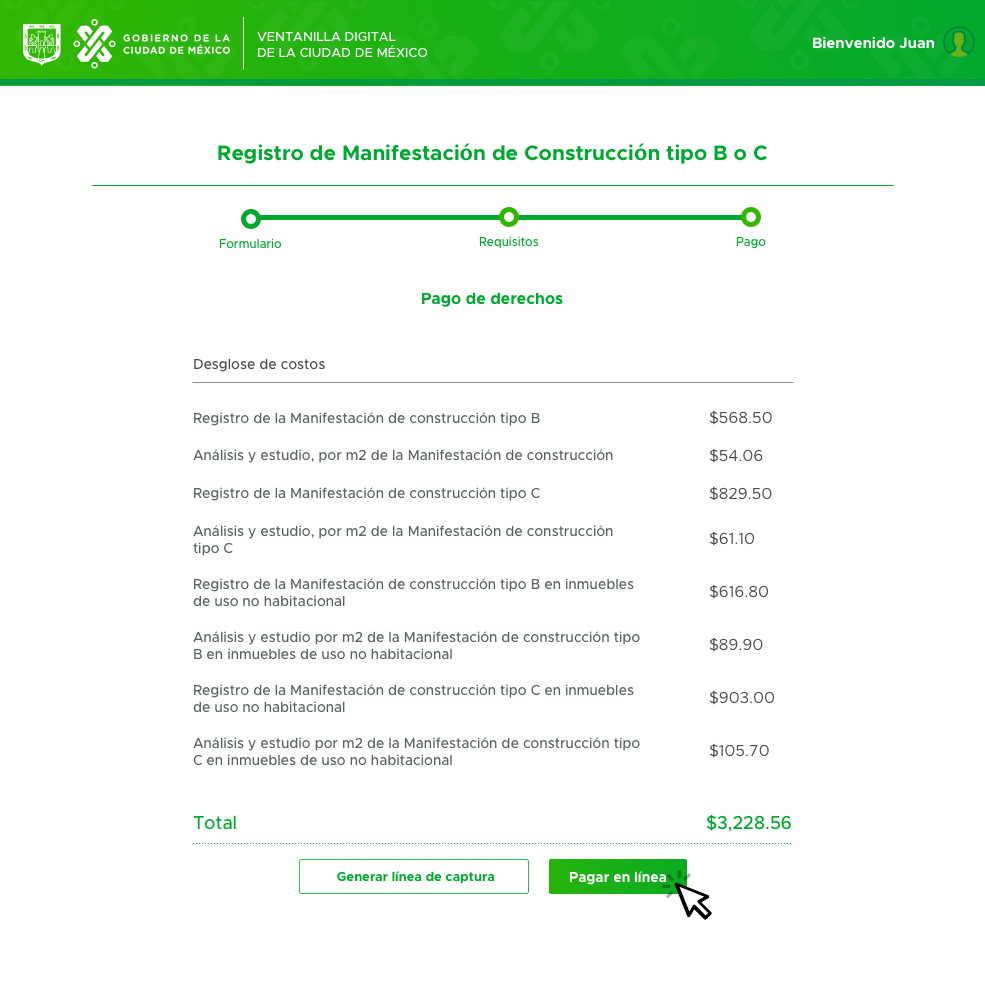 GOBIERNO DE LA
CIUDAD DE MÉXICO
VENTANILLA DIGITAL
DE LA CIUDAD DE MÉXICO
Bienvenido Juan
Registro de Manifestación de Construcción tipo B o C
Formulario
Requisitos
Pago
Pago de derechos
Desglose de costos
Registro de la Manifestación de construcción tipo B $568.50
Análisis y estudio, por m2 de la Manifestación de construcción $54.06
Registro de la Manifestación de construcción tipo C $829.50
Análisis y estudio, por m2 de la Manifestación de construcción
tipo C
$61.10
Registro de la Manifestación de construcción tipo B en inmuebles
de uso no habitacional
$616.80
Análisis y estudio por m2 de la Manifestación de construcción tipo
B en inmuebles de uso no habitacional
$89.90
Registro de la Manifestación de construcción tipo C en inmuebles
de uso no habitacional
$903.00
Análisis y estudio por m2 de la Manifestación de construcción tipo
C en inmuebles de uso no habitacional
$105.70
Total $3,228.56
Generar línea de captura
Pagar en línea